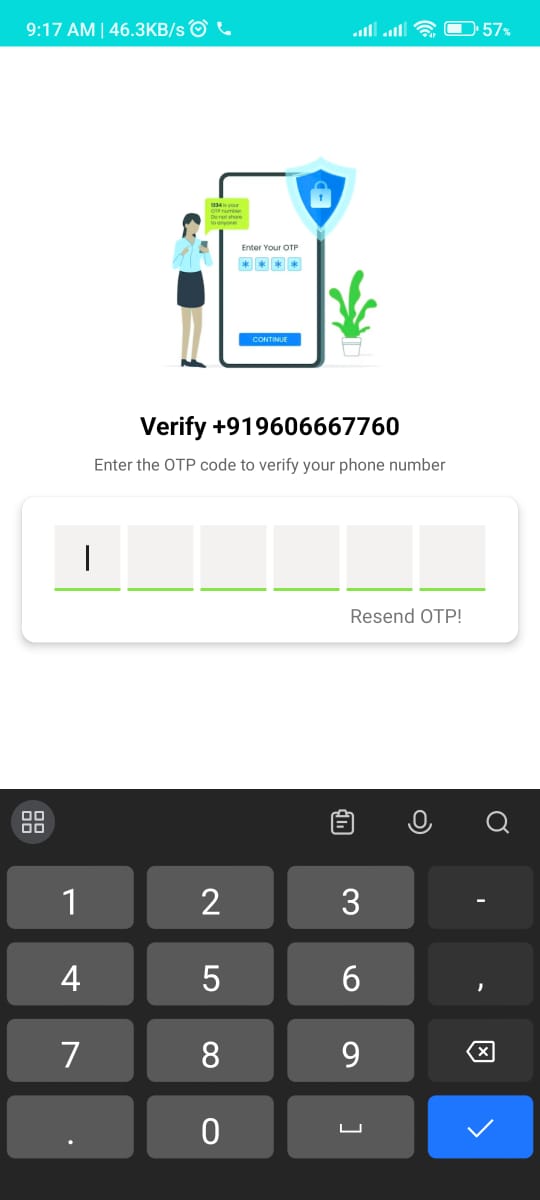 9:17 AM | 46.3KB/s 57%
1234 is your
OTP number.
Do not share
to anyone!
Enter Your OTP
* * * *
CONTINUE
Verify +919606667760
Enter the OTP code to verify your phone number
Resend OTP!
1 2 3 -
4 5 6 ,
7 8 9
. 0